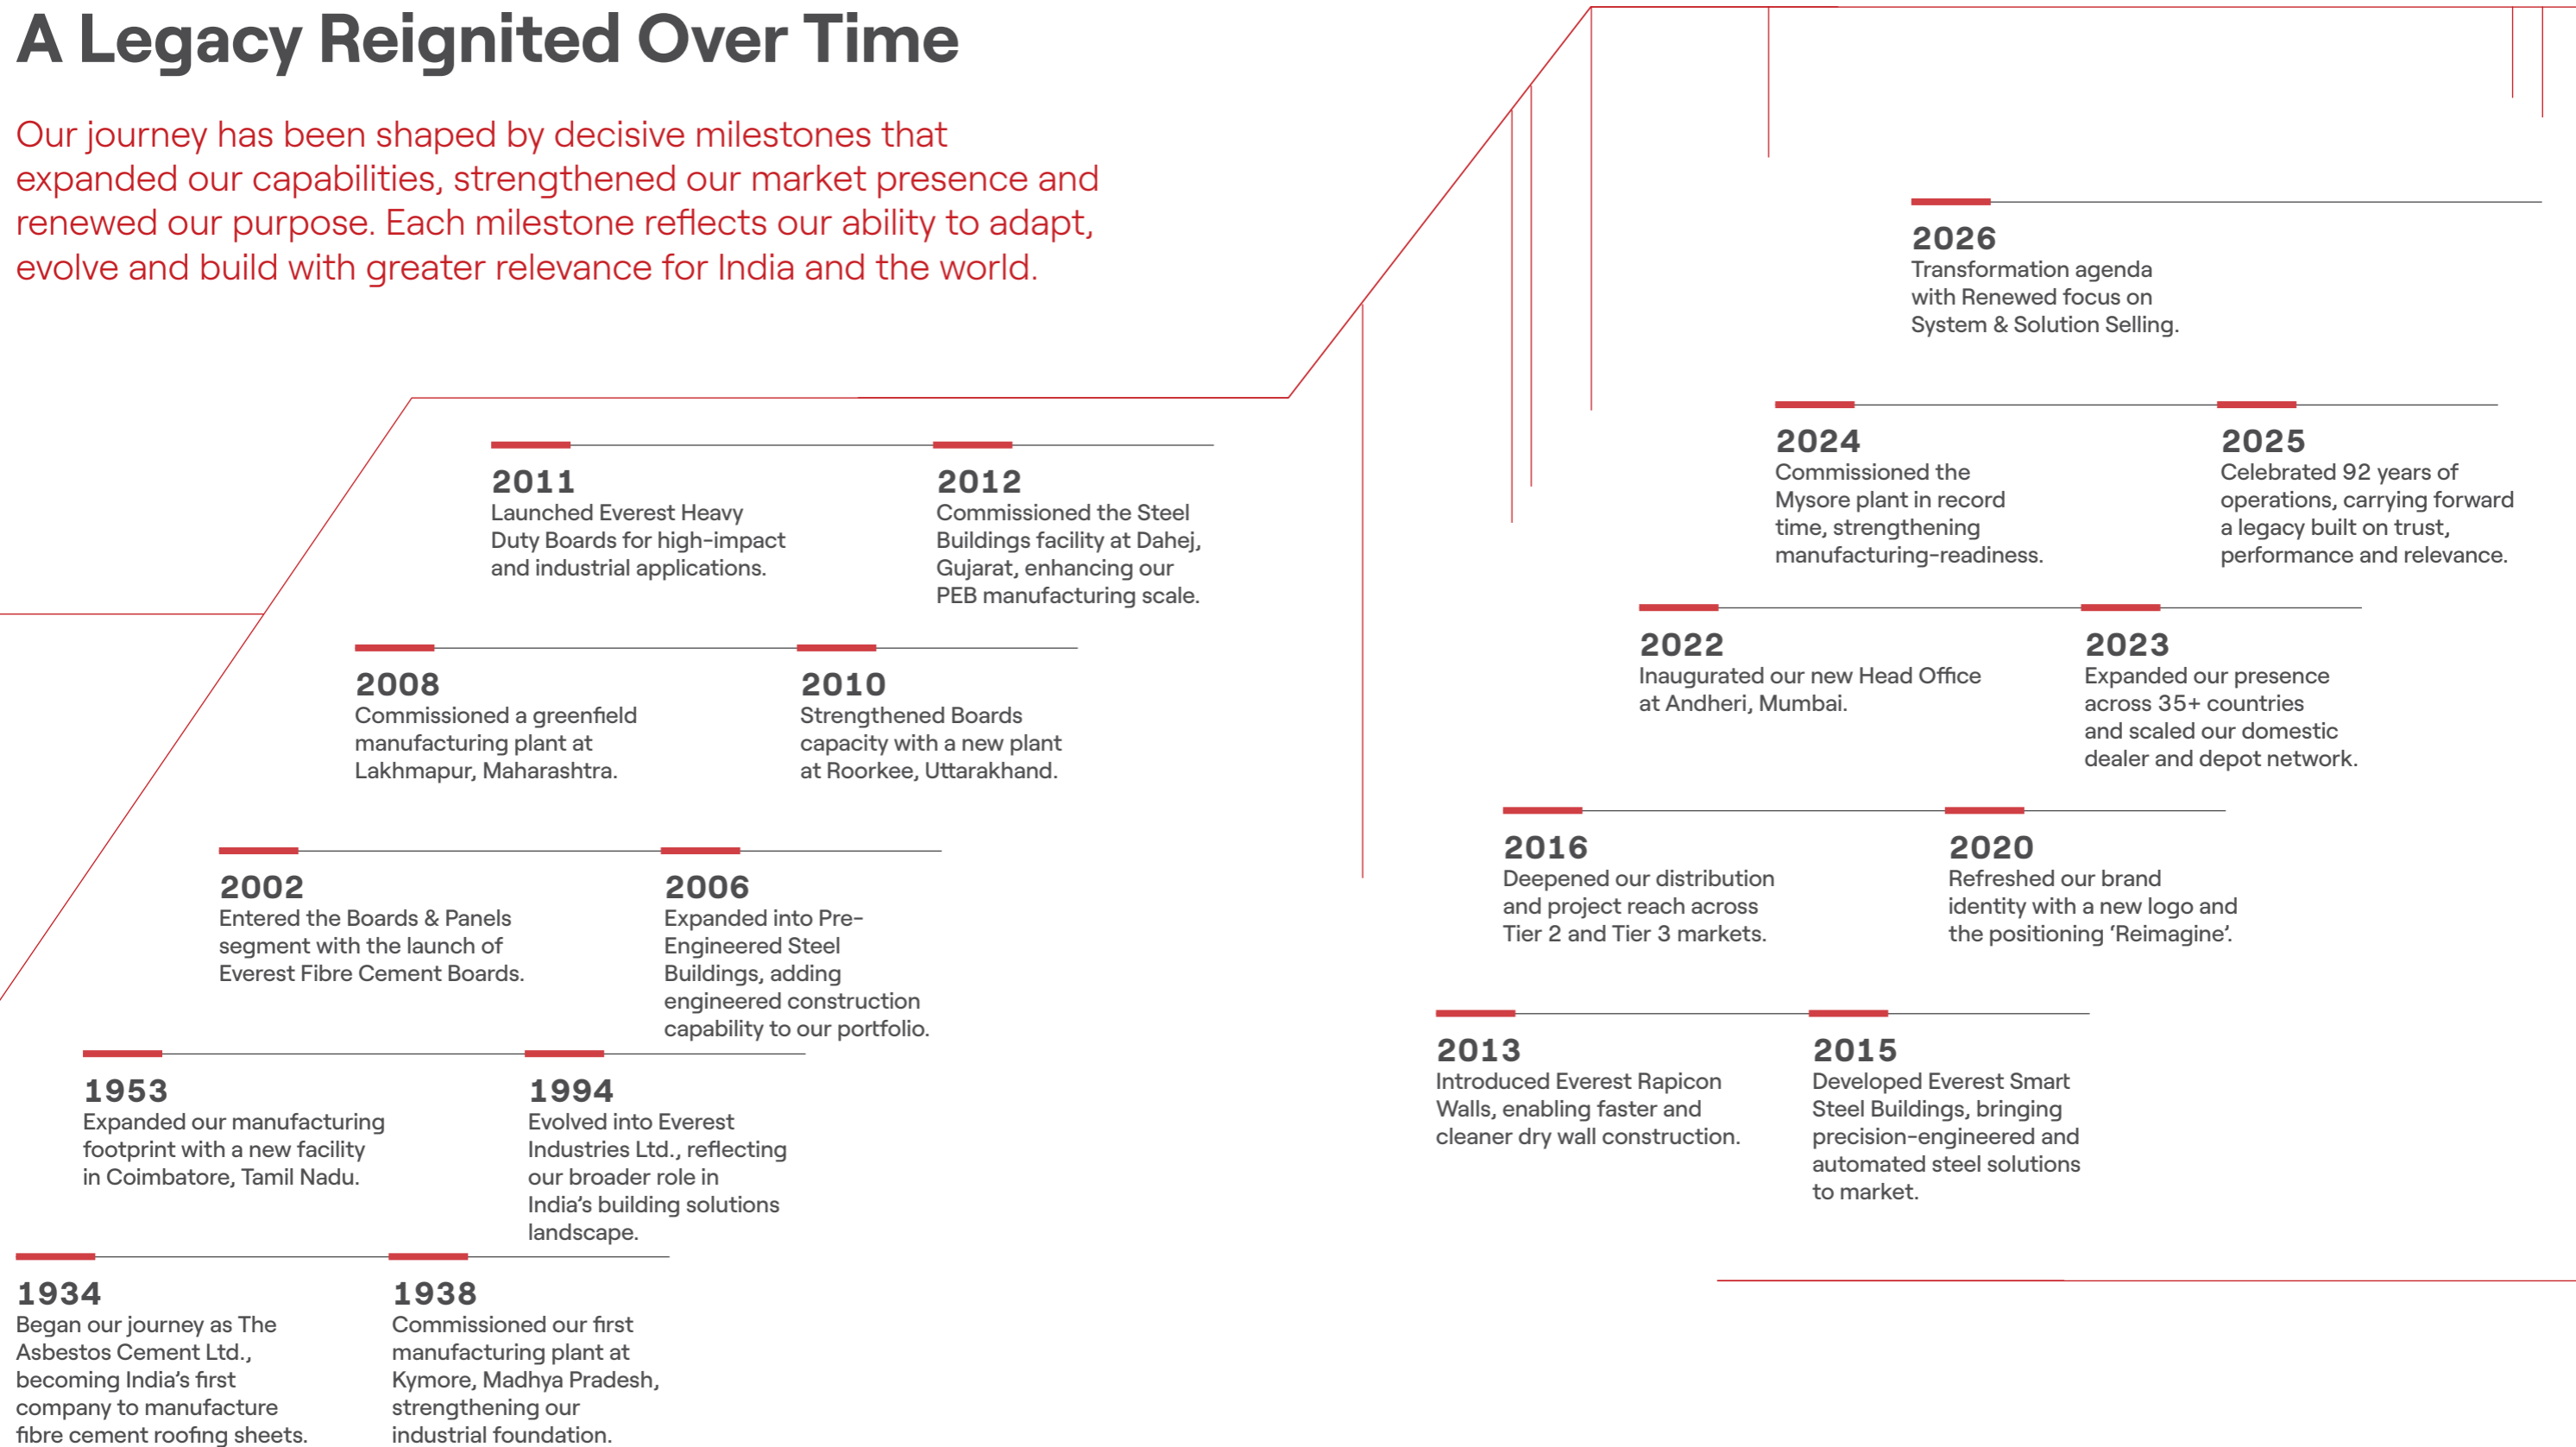 A Legacy Reignited Over Time
Our journey has been shaped by decisive milestones that
expanded our capabilities, strengthened our market presence and
renewed our purpose. Each milestone reflects our ability to adapt,
evolve and build with greater relevance for India and the world.
2011
Launched Everest Heavy
Duty Boards for high-impact
and industrial applications.
2012
Commissioned the Steel
Buildings facility at Dahej,
Gujarat, enhancing our
PEB manufacturing scale.
2008
Commissioned a greenfield
manufacturing plant at
Lakhmapur, Maharashtra.
2010
Strengthened Boards
capacity with a new plant
at Roorkee, Uttarakhand.
2002
Entered the Boards & Panels
segment with the launch of
Everest Fibre Cement Boards.
2006
Expanded into Pre-
Engineered Steel
Buildings, adding
engineered construction
capability to our portfolio.
1953
Expanded our manufacturing
footprint with a new facility
in Coimbatore, Tamil Nadu.
1994
Evolved into Everest
Industries Ltd., reflecting
our broader role in
India’s building solutions
landscape.
1934
Began our journey as The
Asbestos Cement Ltd.,
becoming India’s first
company to manufacture
fibre cement roofing sheets.
1938
Commissioned our first
manufacturing plant at
Kymore, Madhya Pradesh,
strengthening our
industrial foundation.
2026
Transformation agenda
with Renewed focus on
System & Solution Selling.
2024
Commissioned the
Mysore plant in record
time, strengthening
manufacturing-readiness.
2025
Celebrated 92 years of
operations, carrying forward
a legacy built on trust,
performance and relevance.
2022
Inaugurated our new Head Office
at Andheri, Mumbai.
2023
Expanded our presence
across 35+ countries
and scaled our domestic
dealer and depot network.
2016
Deepened our distribution
and project reach across
Tier 2 and Tier 3 markets.
2020
Refreshed our brand
identity with a new logo and
the positioning ‘Reimagine’.
2013
Introduced Everest Rapicon
Walls, enabling faster and
cleaner dry wall construction.
2015
Developed Everest Smart
Steel Buildings, bringing
precision-engineered and
automated steel solutions
to market.